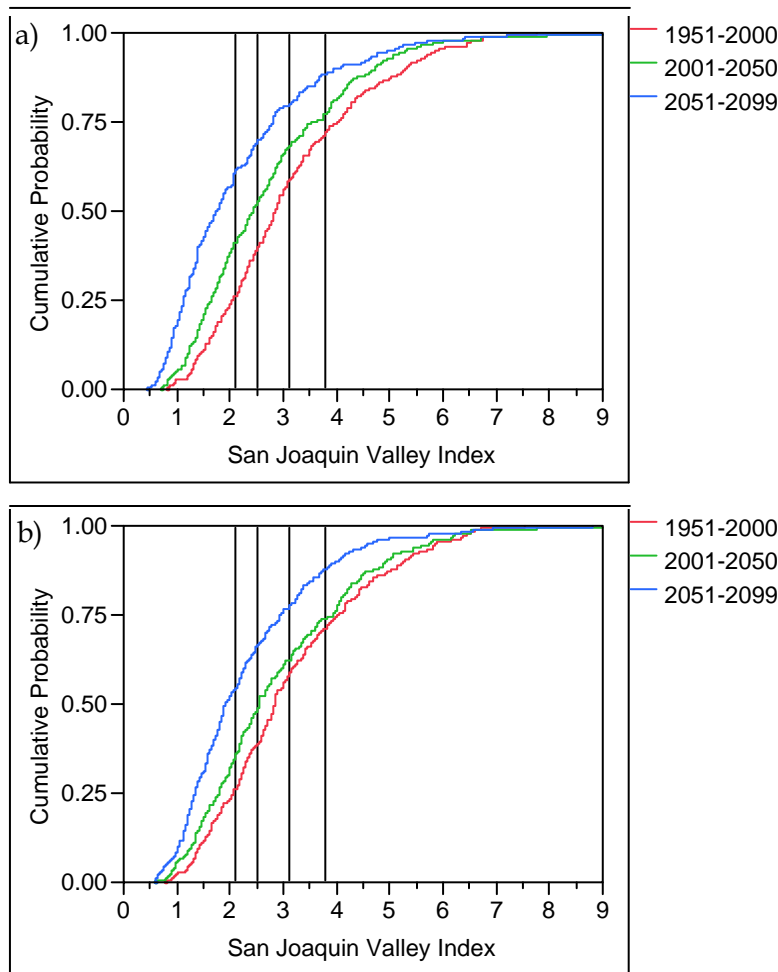 a)
1.00
0.75
0.50
0.25
0.00
Cumulative Probability
0 1 2 3 4 5 6 7 8 9
San Joaquin Valley Index
1951-2000
2001-2050
2051-2099
b)
1.00
0.75
0.50
0.25
0.00
Cumulative Probability
0 1 2 3 4 5 6 7 8 9
San Joaquin Valley Index
1951-2000
2001-2050
2051-2099